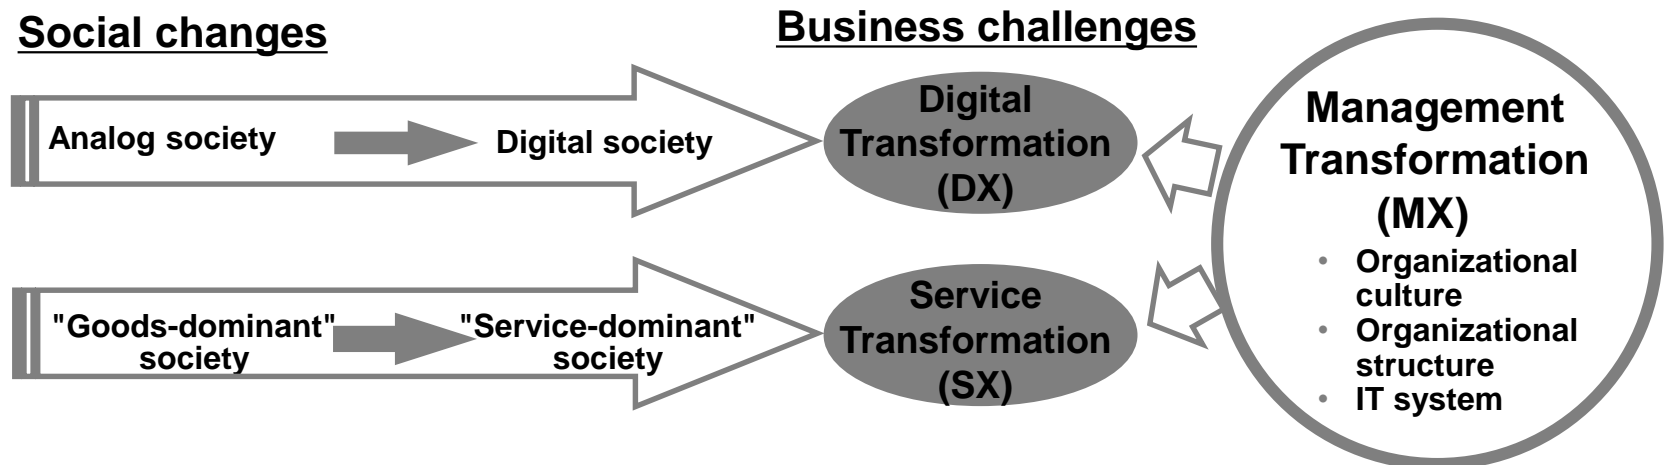 Social changes
Business challenges
Analog society
Digital society
Digital
Transformation
(DX)
"Goods-dominant"
society
"Service-dominant"
society
Service
Transformation
(SX)
Management
Transformation
(MX)
• Organizational
culture
• Organizational
structure
• IT system